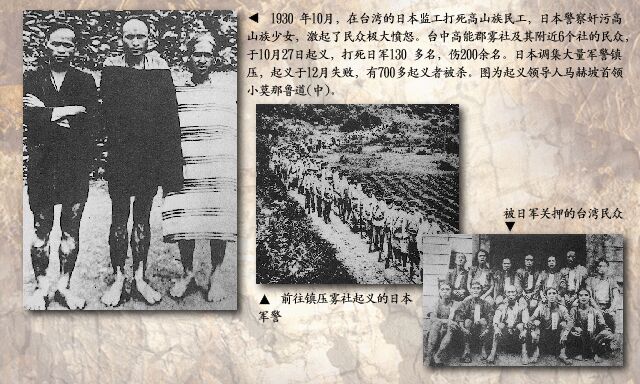 ◀ 1930 年10月，在台湾的日本监工打死高山族民工，日本警察奸污高
山族少女，激起了民众极大愤怒。台中高能郡雾社及其附近6个社的民众，
于10月27日起义，打死日军130 多名，伤200余名。日本调集大量军警镇
压，起义于12月失败，有700多起义者被杀。图为起义领导人马赫坡首领
小莫那鲁道(中)。
被日军关押的台湾民众
▼
▲ 前往镇压雾社起义的日本
军警